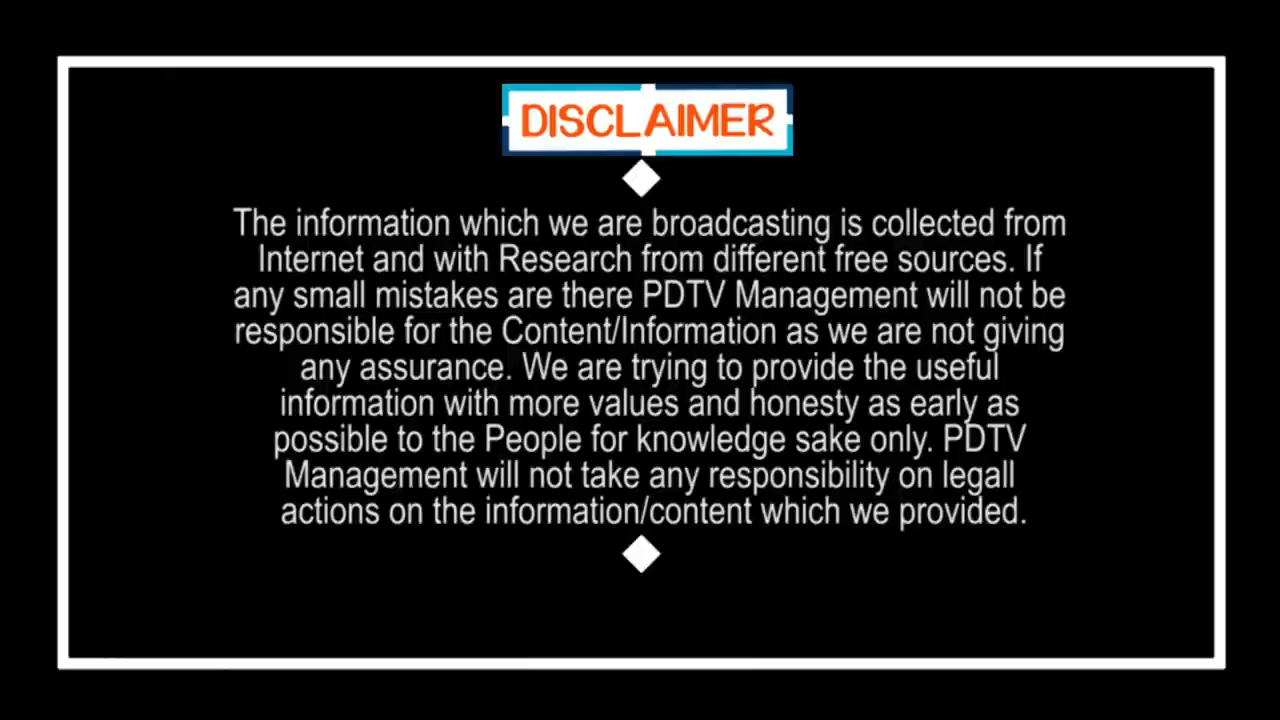 DISCLAIMER
The information which we are broadcasting is collected from
Internet and with Research from different free sources. If
any small mistakes are there PDTV Management will not be
responsible for the Content/Information as we are not giving
any assurance. We are trying to provide the useful
information with more values and honesty as early as
possible to the People for knowledge sake only. PDTV
Management will not take any responsibility on legall
actions on the information/content which we provided.